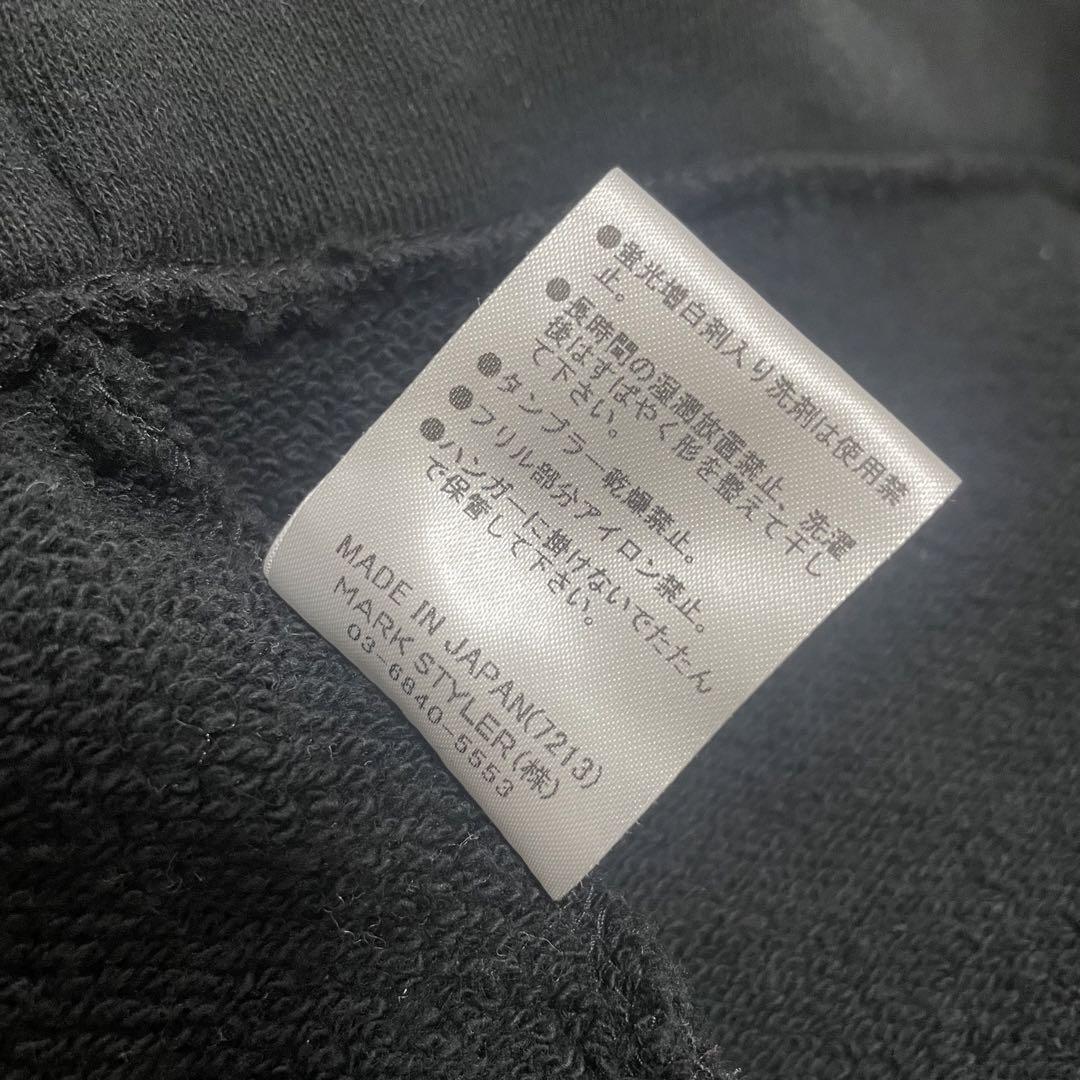 ●蛍光増白剤入り洗剤は使用禁
止。
●長時間の湿潤放置禁止、洗濯
後はすばやく形を整えて干し
て下さい。
●タンブラー乾燥禁止。
●フリル部分アイロン禁止。
●ハンガーに掛けないでたたん
で保管して下さい。
MADE IN JAPAN(7213)
MARK STYLER(株)
03-6840-5553